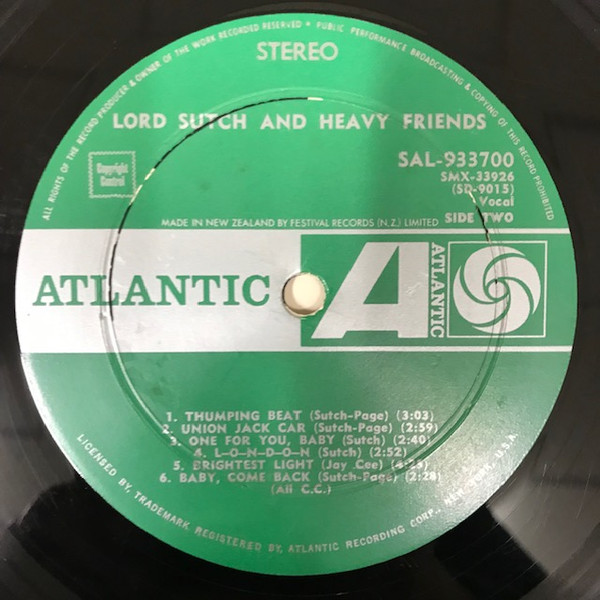 ALL RIGHTS OF THE RECORD PRODUCER & OWNER OF THE WORK RECORDED RESERVED • PUBLIC PERFORMANCE BROADCASTING & COPYING OF THIS RECORD PROHIBITED
STEREO
LORD SUTCH AND HEAVY FRIENDS
Copyright
Control
SAL-933700
SMX-33926
(SD-9015)
Vocal
MADE IN NEW ZEALAND BY FESTIVAL RECORDS (N.Z.) LIMITED
SIDE TWO
ATLANTIC
A
ATLANTIC
1. THUMPING BEAT (Sutch-Page) (3:03)
2. UNION JACK CAR (Sutch-Page) (2:59)
3. ONE FOR YOU, BABY (Sutch) (2:40)
4. L-O-N-D-O-N (Sutch) (2:52)
5. BRIGHTEST LIGHT (Jay Cee)
6. BABY, COME BACK (Sutch-Page) (2:28)
(All C.C.)
LICENSED BY, TRADEMARK REGISTERED BY, ATLANTIC RECORDING CORP., NEW YORK, U.S.A.